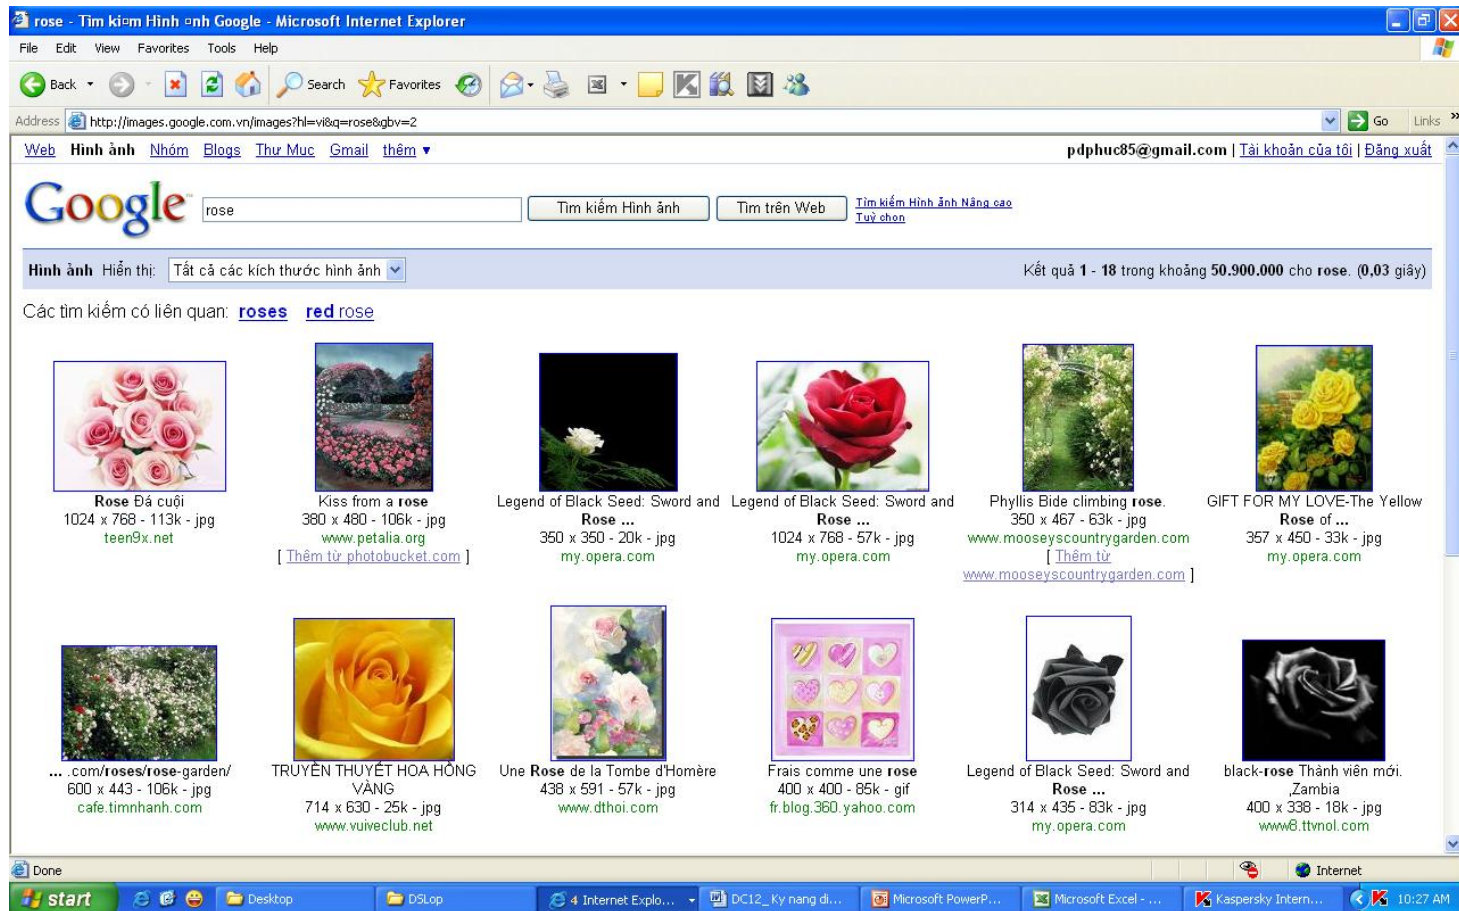 rose - Tìm ki¤m Hình ¤nh Google - Microsoft Internet Explorer
File Edit View Favorites Tools Help
Back Search Favorites
Address http://images.google.com.vn/images?hl=vi&q=rose&gbv=2 Go Links »
Web Hình ảnh Nhóm Blogs Thư Mục Gmail thêm ▼ pdphuc85@gmail.com | Tài khoản của tôi | Đăng xuất
Google™ rose Tìm kiếm Hình ảnh Tìm trên Web Tìm kiếm Hình ảnh Nâng cao
Tuỳ chọn
Hình ảnh Hiển thị: Tất cả các kích thước hình ảnh Kết quả 1 - 18 trong khoảng 50.900.000 cho rose. (0,03 giây)
Các tìm kiếm có liên quan: roses red rose
Rose Đá cuội
1024 x 768 - 113k - jpg
teen9x.net
Kiss from a rose
380 x 480 - 106k - jpg
www.petalia.org
[ Thêm từ photobucket.com ]
Legend of Black Seed: Sword and
Rose ...
350 x 350 - 20k - jpg
my.opera.com
Legend of Black Seed: Sword and
Rose ...
1024 x 768 - 57k - jpg
my.opera.com
Phyllis Bide climbing rose.
350 x 467 - 63k - jpg
www.mooseyscountrygarden.com
[ Thêm từ
www.mooseyscountrygarden.com ]
GIFT FOR MY LOVE-The Yellow
Rose of ...
357 x 450 - 33k - jpg
my.opera.com
... .com/roses/rose-garden/
600 x 443 - 106k - jpg
cafe.timnhanh.com
TRUYỀN THUYẾT HOA HỒNG
VÀNG
714 x 630 - 25k - jpg
www.vuiveclub.net
Une Rose de la Tombe d'Homère
438 x 591 - 57k - jpg
www.dthoi.com
Frais comme une rose
400 x 400 - 85k - gif
fr.blog.360.yahoo.com
Legend of Black Seed: Sword and
Rose ...
314 x 435 - 83k - jpg
my.opera.com
black-rose Thành viên mới.
,Zambia
400 x 338 - 18k - jpg
www8.ttvnol.com
Done Internet
start Desktop DSLop 4 Internet Explo... DC12_ Ky nang di... Microsoft PowerP... Microsoft Excel - ... Kaspersky Intern... 10:27 AM